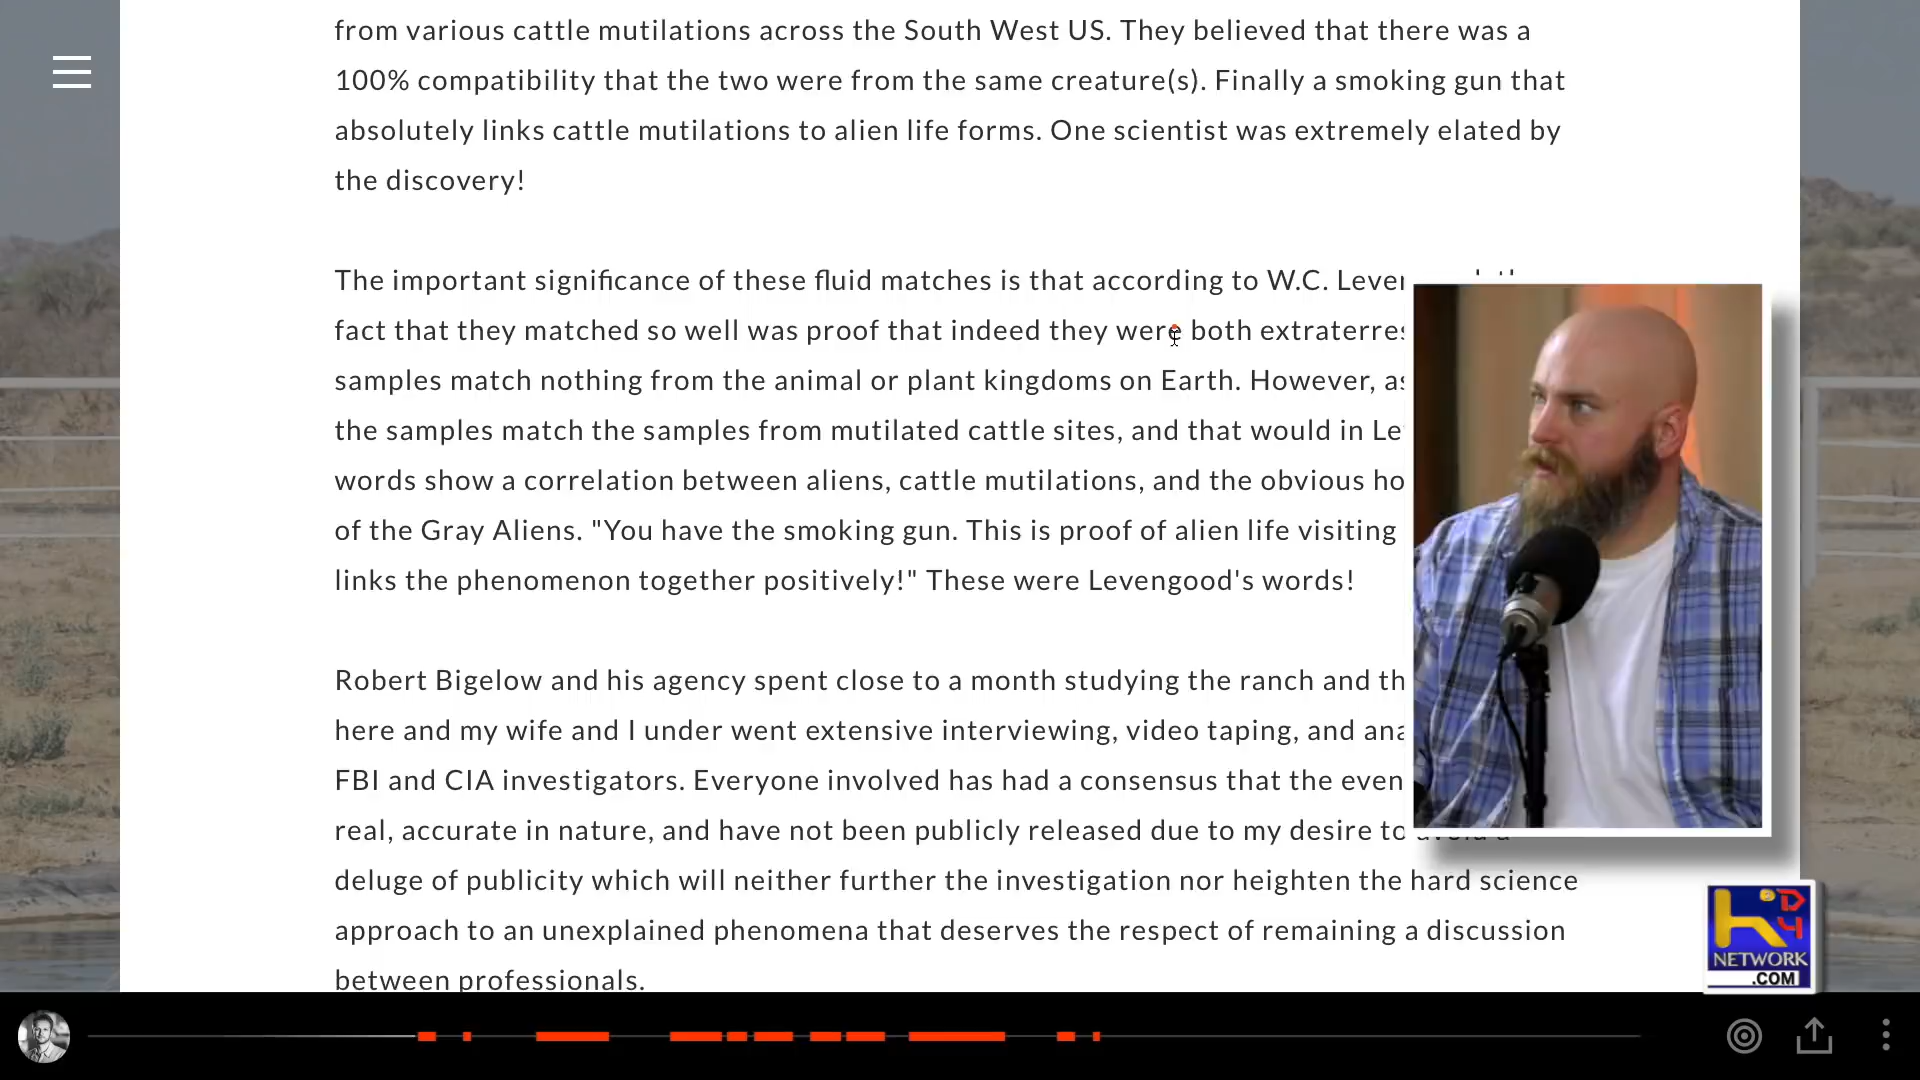 from various cattle mutilations across the South West US. They believed that there was a
100% compatibility that the two were from the same creature(s). Finally a smoking gun that
absolutely links cattle mutilations to alien life forms. One scientist was extremely elated by
the discovery!
The important significance of these fluid matches is that according to W.C.
fact that they matched so well was proof that indeed they were both
samples match nothing from the animal or plant kingdoms on Earth. However,
the samples match the samples from mutilated cattle sites, and that would in
words show a correlation between aliens, cattle mutilations, and the obvious
of the Gray Aliens. "You have the smoking gun. This is proof of alien life visiting
links the phenomenon together positively!" These were Levengood's words!
Robert Bigelow and his agency spent close to a month studying the ranch and
here and my wife and I under went extensive interviewing, video taping, and
FBI and CIA investigators. Everyone involved has had a consensus that the
real, accurate in nature, and have not been publicly released due to my desire to
deluge of publicity which will neither further the investigation nor heighten the hard science
approach to an unexplained phenomena that deserves the respect of remaining a discussion
between professionals.
NETWORK
.COM